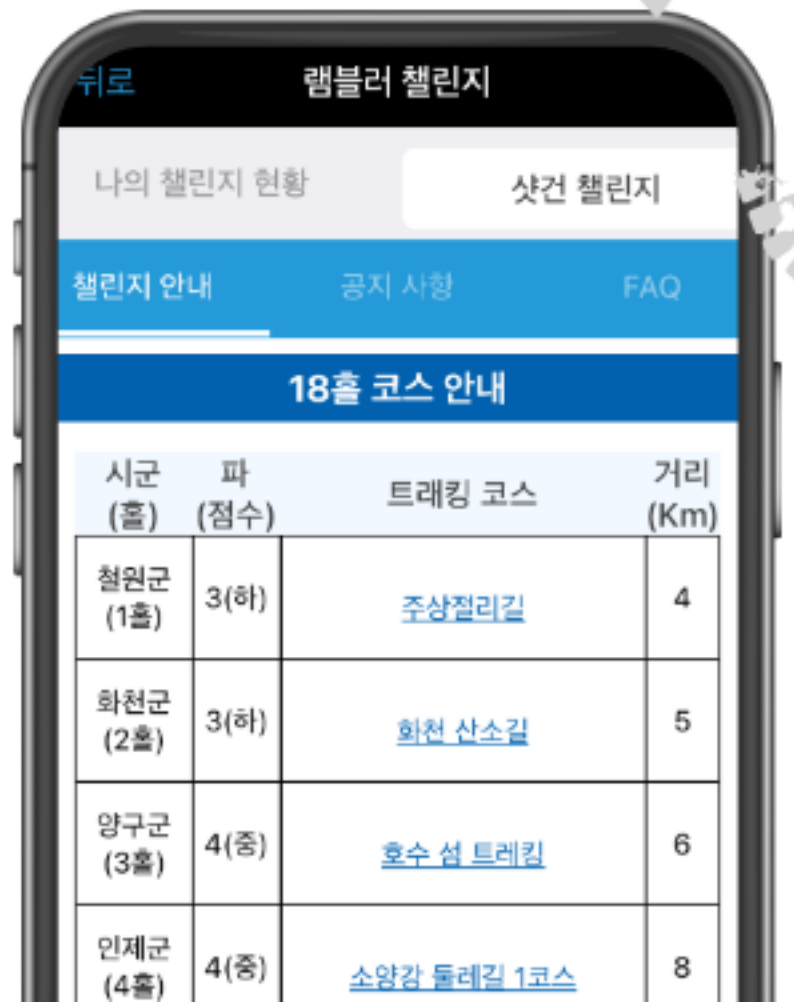 뒤로 램블러 챌린지
나의 챌린지 현황 샷건 챌린지
챌린지 안내 공지 사항 FAQ
18홀 코스 안내
시군 파 트래킹 코스 거리
(홀) (점수) (Km)
철원군 3(하) 주상절리길 4
(1홀)
화천군 3(하) 화천 산소길 5
(2홀)
양구군 4(중) 호수 섬 트레킹 6
(3홀)
인제군 4(중) 소양강 둘레길 1코스 8
(4홀)